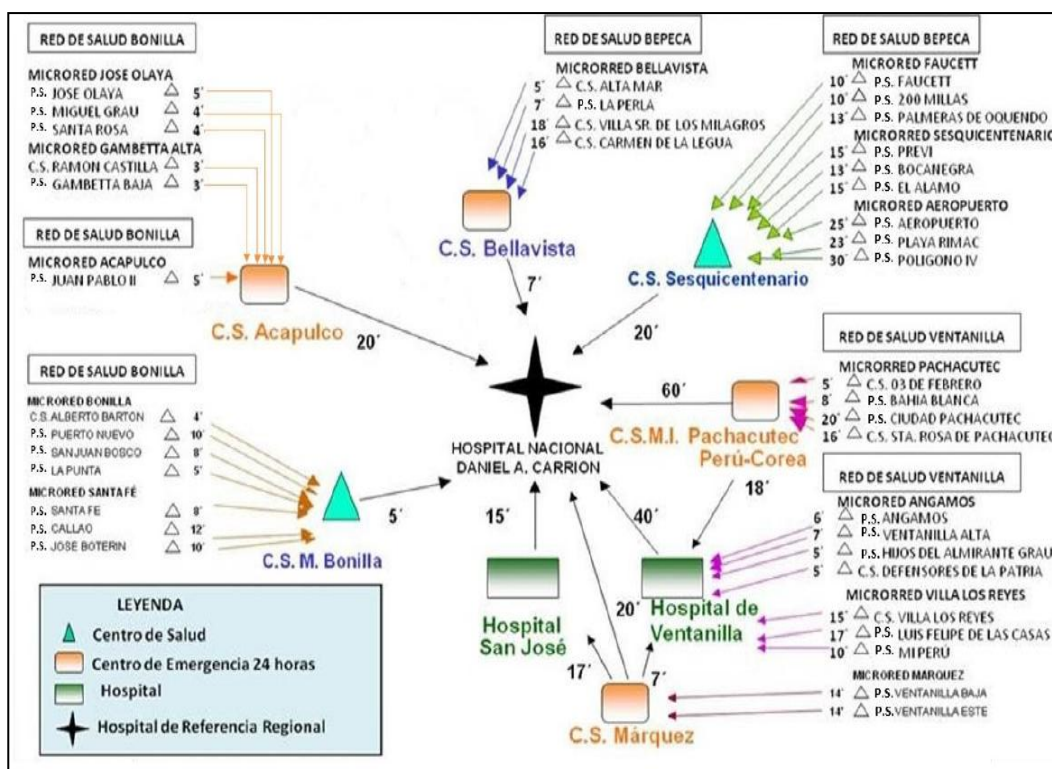 RED DE SALUD BONILLA
MICRORED JOSE OLAYA
P.S. JOSE OLAYA 5´
P.S. MIGUEL GRAU 4´
P.S. SANTA ROSA 4´
MICRORED GAMBETTA ALTA
C.S. RAMON CASTILLA 3´
P.S. GAMBETTA BAJA 3´
RED DE SALUD BONILLA
MICRORED ACAPULCO
P.S. JUAN PABLO II 5´
C.S. Acapulco
20´
RED DE SALUD BEPECA
MICRORRED BELLAVISTA
5´ C.S. ALTA MAR
7´ P.S. LA PERLA
18´ C.S. VILLA SR. DE LOS MILAGROS
16´ C.S. CARMEN DE LA LEGUA
C.S. Bellavista
7´
RED DE SALUD BEPECA
MICRORED FAUCETT
10´ P.S. FAUCETT
10´ P.S. 200 MILLAS
13´ P.S. PALMERAS DE OQUENDO
MICRORRED SESQUICENTENARIO
15´ P.S. PREVI
13´ P.S. BOCANEGRA
15´ P.S. EL ALAMO
MICRORED AEROPUERTO
25´ P.S. AEROPUERTO
23´ P.S. PLAYA RIMAC
30´ P.S. POLIGONO IV
C.S. Sesquicentenario
20´
RED DE SALUD BONILLA
MICRORED BONILLA
C.S. ALBERTO BARTON 4´
P.S. PUERTO NUEVO 10´
P.S. SAN JUAN BOSCO 8´
P.S. LA PUNTA 5´
MICRORED SANTA FÉ
P.S. SANTA FE 8´
P.S. CALLAO 12´
P.S. JOSE BOTERIN 10´
C.S. M. Bonilla
5´
HOSPITAL NACIONAL
DANIEL A. CARRION
RED DE SALUD VENTANILLA
MICRORRED PACHACUTEC
5´ C.S. 03 DE FEBRERO
8´ P.S. BAHIA BLANCA
20´ P.S. CIUDAD PACHACUTEC
16´ C.S. STA. ROSA DE PACHACUTEC
60´
C.S.M.I. Pachacutec
Perú-Corea
18´
RED DE SALUD VENTANILLA
MICRORED ANGAMOS
6´ P.S. ANGAMOS
7´ P.S. VENTANILLA ALTA
5´ P.S. HIJOS DEL ALMIRANTE GRAU
5´ C.S. DEFENSORES DE LA PATRIA
MICRORRED VILLA LOS REYES
15´ C.S. VILLA LOS REYES
17´ P.S. LUIS FELIPE DE LAS CASAS
10´ P.S. MI PERÚ
MICRORED MARQUEZ
14´ P.S. VENTANILLA BAJA
14´ P.S. VENTANILLA ESTE
15´
40´
Hospital
San José
20´
Hospital de
Ventanilla
17´
7´
C.S. Márquez
LEYENDA
Centro de Salud
Centro de Emergencia 24 horas
Hospital
Hospital de Referencia Regional